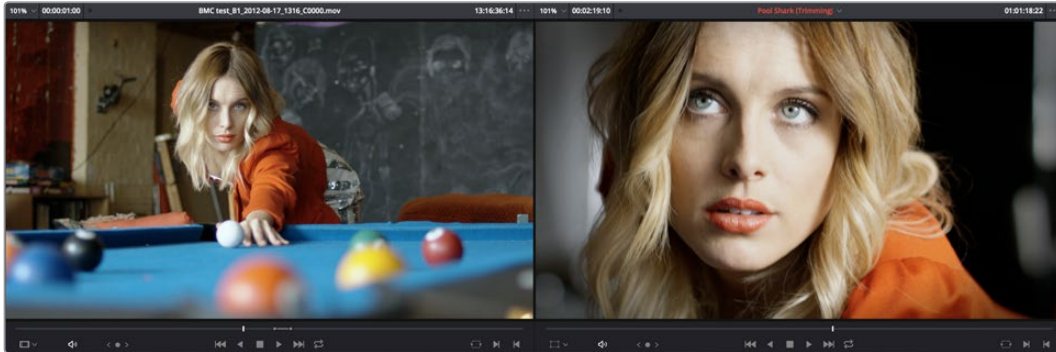 101% 00:00:01:00 BMC test_B1_2012-08-17_1316_C0000.mov 13:16:36:14
101% 00:02:19:10 Pool Shark (Trimming) 01:01:18:22